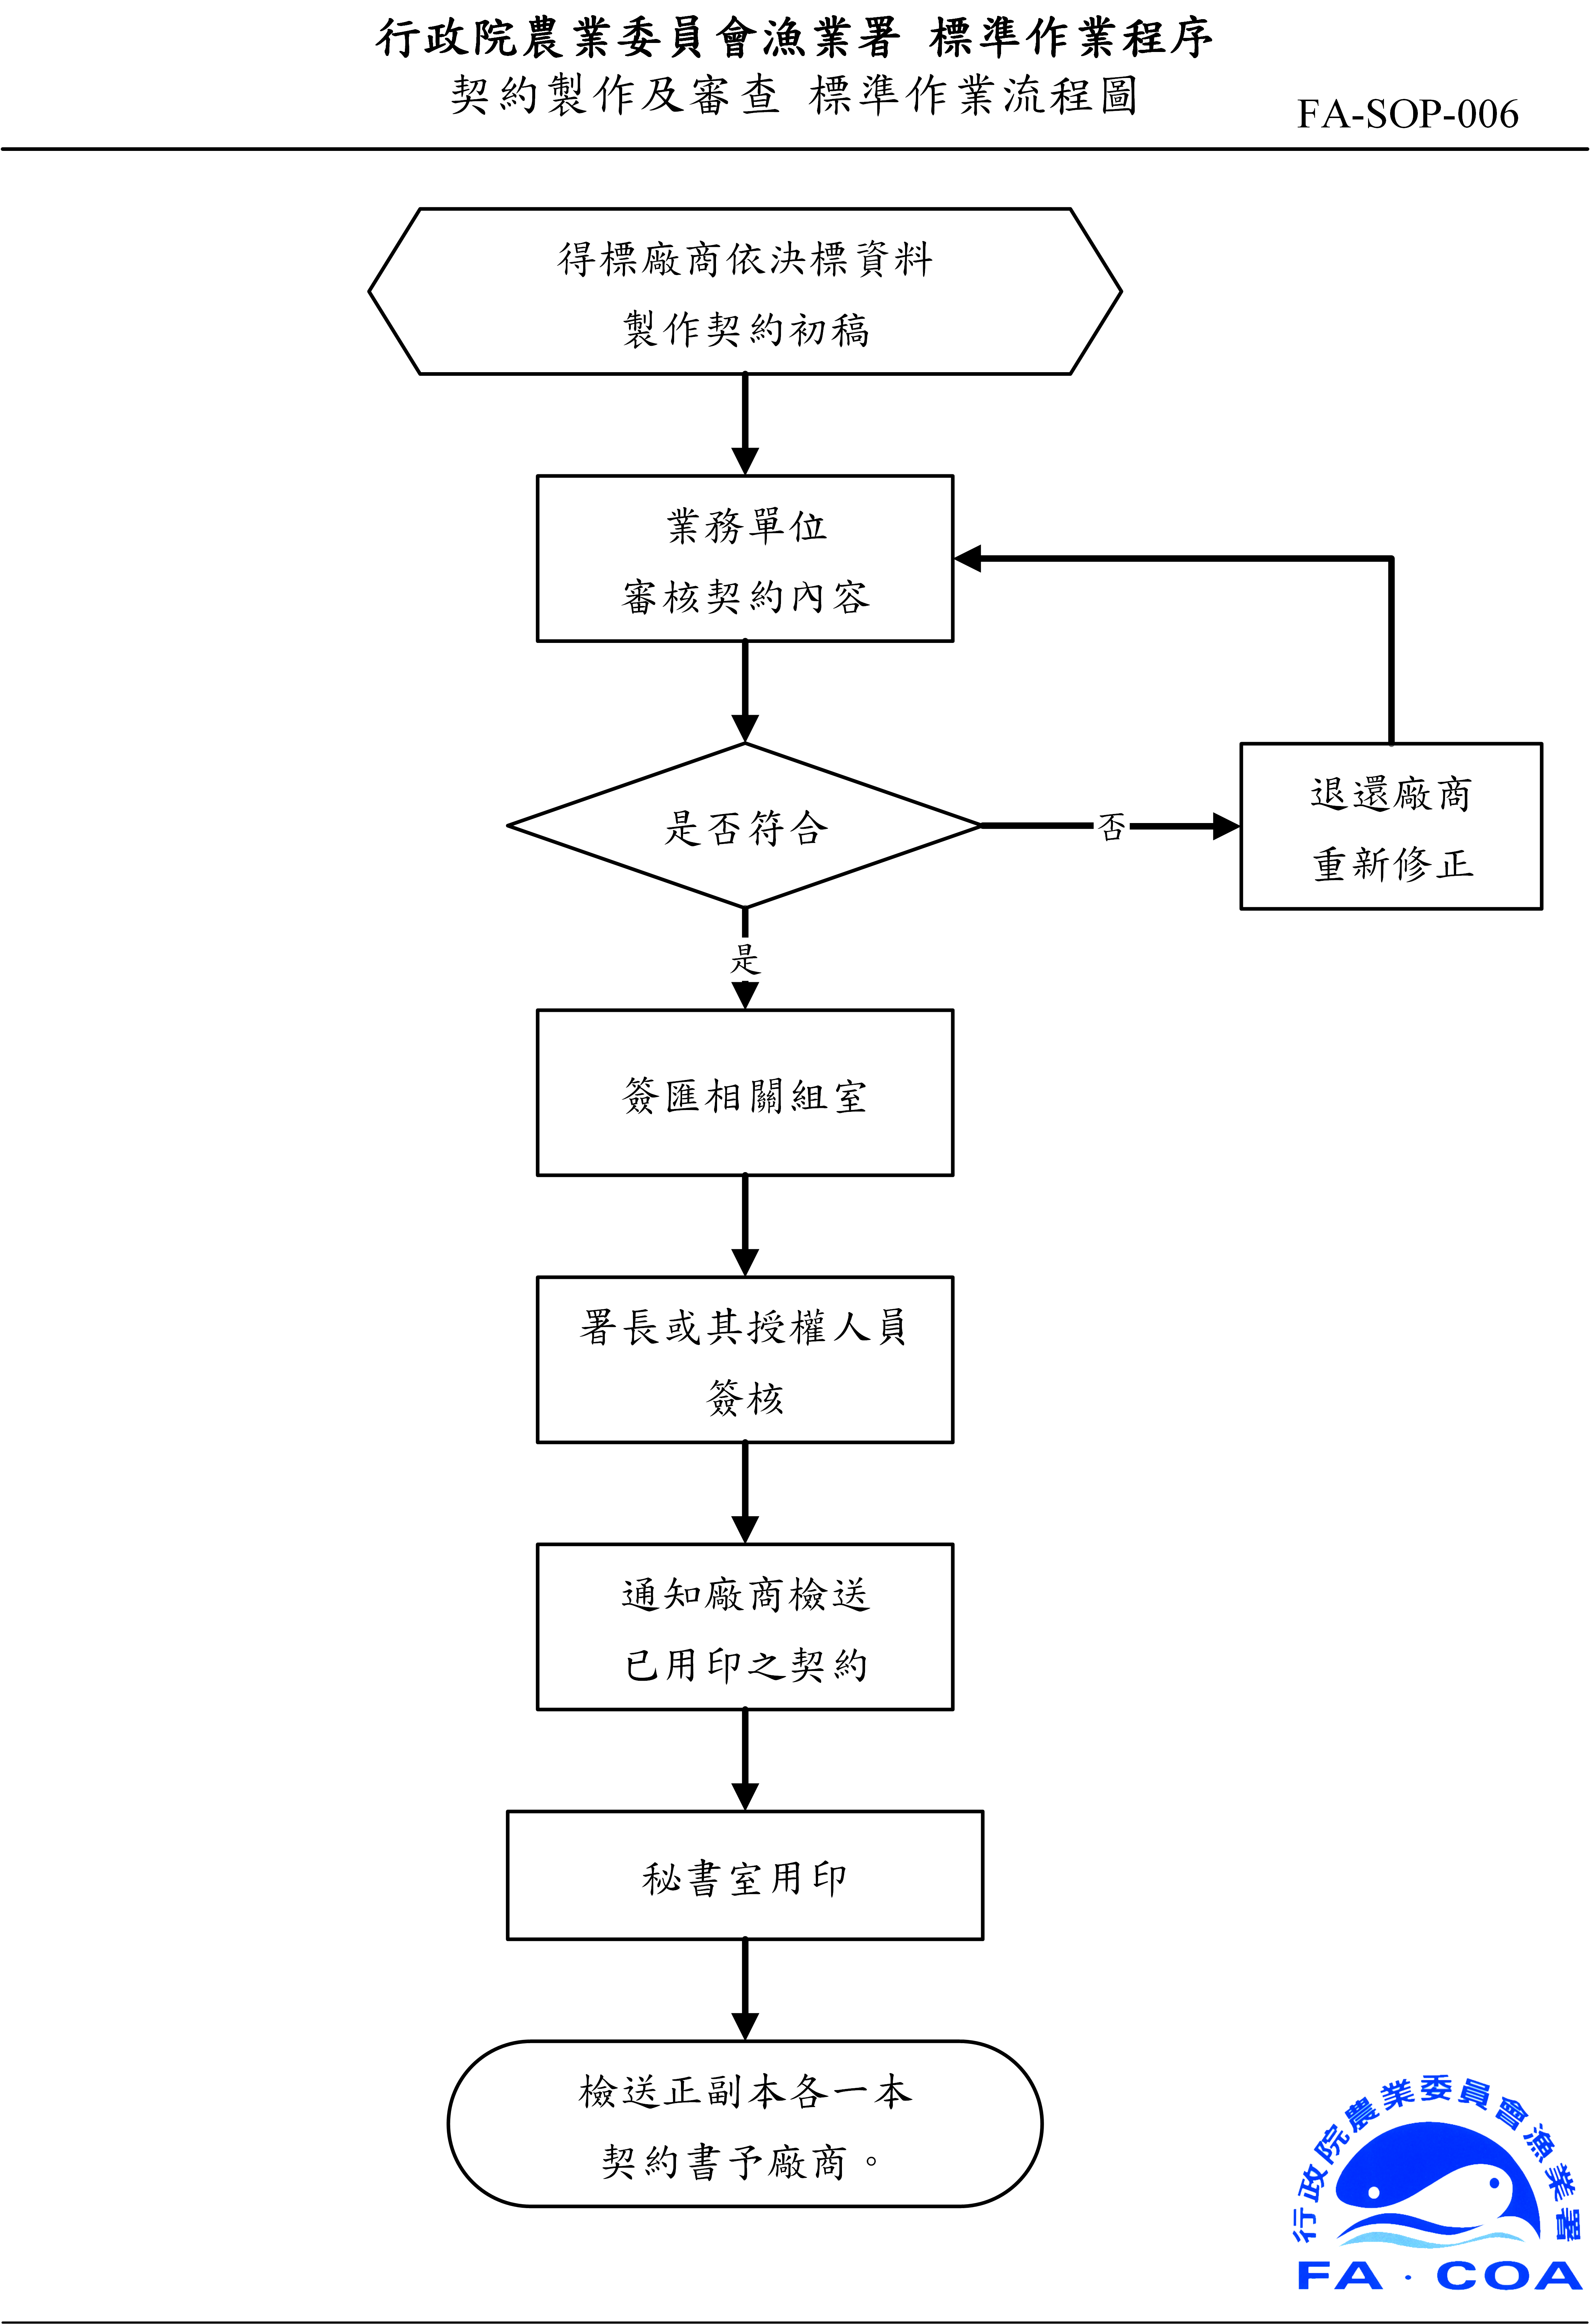 行政院農業委員會漁業署 標準作業程序
契約製作及審查 標準作業流程圖
FA-SOP-006
得標廠商依決標資料
製作契約初稿
業務單位
審核契約內容
是否符合
否
退還廠商
重新修正
是
簽匯相關組室
署長或其授權人員
簽核
通知廠商檢送
已用印之契約
秘書室用印
檢送正副本各一本
契約書予廠商。
行政院農業委員會漁業署
FA·COA